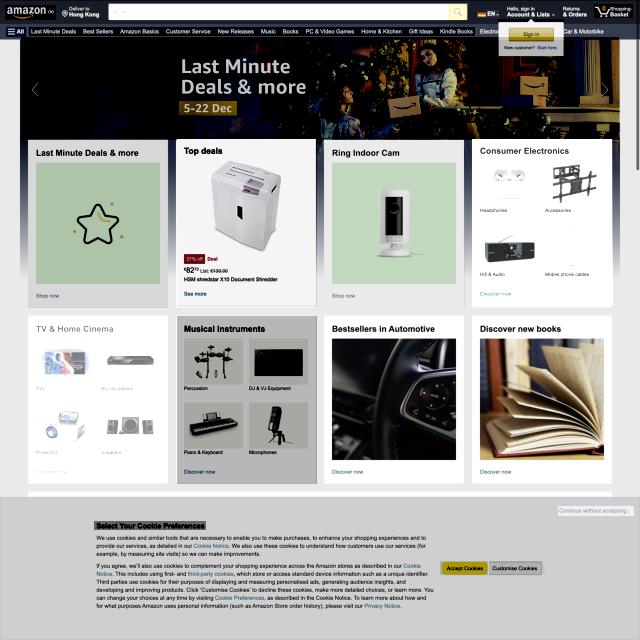 amazon.de
Deliver to
Hong Kong
EN
Hello, sign in
Account & Lists
Returns
& Orders
0
Shopping-
Basket
All
Last Minute Deals
Best Sellers
Amazon Basics
Customer Service
New Releases
Music
Books
PC & Video Games
Home & Kitchen
Gift Ideas
Kindle Books
Car & Motorbike
Sign in
New customer? Start here.
Last Minute
Deals & more
5-22 Dec
Last Minute Deals & more
Shop now
Top deals
37% off
Deal
List: €130.90
HSM shredstar X10 Document Shredder
See more
Ring Indoor Cam
Shop now
Consumer Electronics
Headphones
Accessories
Hifi & Audio
Mobile phone cables
Discover now
TV & Home Cinema
TVs
Blu-ray players
Projectors
Discover now
Musical Instruments
Percussion
DJ & VJ Equipment
Piano & Keyboard
Microphones
Discover now
Bestsellers in Automotive
Discover now
Discover new books
Discover now
Continue without accepting
Select Your Cookie Preferences
We use cookies and similar tools that are necessary to enable you to make purchases, to enhance your shopping experiences and to
provide our services, as detailed in our Cookie Notice. We also use these cookies to understand how customers use our services (for
example, by measuring site visits) so we can make improvements.
If you agree, we'll also use cookies to complement your shopping experience across the Amazon stores as described in our Cookie
Notice. This includes using first- and third-party cookies, which store or access standard device information such as a unique identifier.
Third parties use cookies for their purposes of displaying and measuring personalised ads, generating audience insights, and
developing and improving products. Click 'Customise Cookies' to decline these cookies, make more detailed choices, or learn more. You
can change your choices at any time by visiting Cookie Preferences, as described in the Cookie Notice. To learn more about how and
for what purposes Amazon uses personal information (such as Amazon Store order history), please visit our Privacy Notice.
Accept Cookies
Customise Cookies